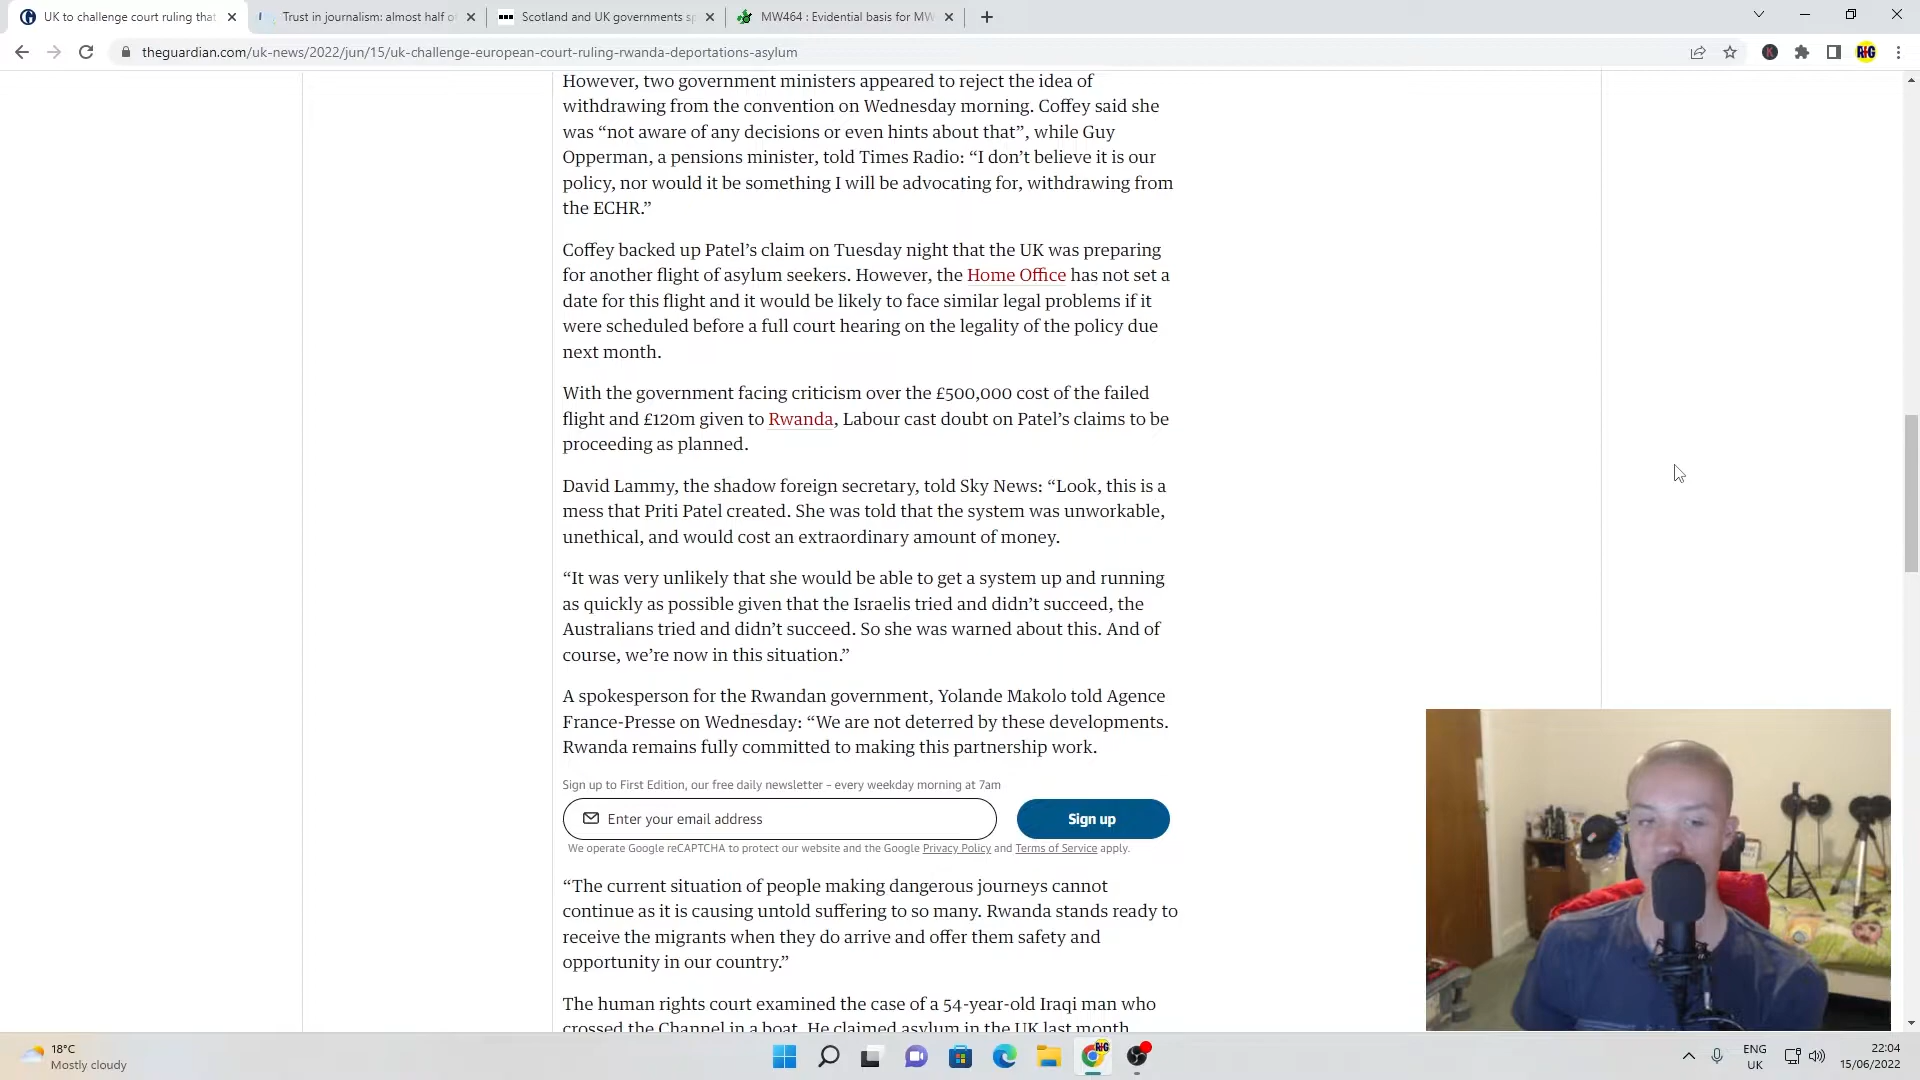 UK to challenge court ruling that
Trust in journalism: almost half o
Scotland and UK governments sp
MW464 : Evidential basis for MW
theguardian.com/uk-news/2022/jun/15/uk-challenge-european-court-ruling-rwanda-deportations-asylum
K
RIG
However, two government ministers appeared to reject the idea of
withdrawing from the convention on Wednesday morning. Coffey said she
was “not aware of any decisions or even hints about that”, while Guy
Opperman, a pensions minister, told Times Radio: “I don’t believe it is our
policy, nor would it be something I will be advocating for, withdrawing from
the ECHR.”
Coffey backed up Patel’s claim on Tuesday night that the UK was preparing
for another flight of asylum seekers. However, the Home Office has not set a
date for this flight and it would be likely to face similar legal problems if it
were scheduled before a full court hearing on the legality of the policy due
next month.
With the government facing criticism over the £500,000 cost of the failed
flight and £120m given to Rwanda, Labour cast doubt on Patel’s claims to be
proceeding as planned.
David Lammy, the shadow foreign secretary, told Sky News: “Look, this is a
mess that Priti Patel created. She was told that the system was unworkable,
unethical, and would cost an extraordinary amount of money.
“It was very unlikely that she would be able to get a system up and running
as quickly as possible given that the Israelis tried and didn’t succeed, the
Australians tried and didn’t succeed. So she was warned about this. And of
course, we’re now in this situation.”
A spokesperson for the Rwandan government, Yolande Makolo told Agence
France-Presse on Wednesday: “We are not deterred by these developments.
Rwanda remains fully committed to making this partnership work.
Sign up to First Edition, our free daily newsletter – every weekday morning at 7am
Enter your email address
Sign up
We operate Google reCAPTCHA to protect our website and the Google Privacy Policy and Terms of Service apply.
“The current situation of people making dangerous journeys cannot
continue as it is causing untold suffering to so many. Rwanda stands ready to
receive the migrants when they do arrive and offer them safety and
opportunity in our country.”
The human rights court examined the case of a 54-year-old Iraqi man who
crossed the Channel in a boat. He claimed asylum in the UK last month,
18°C
Mostly cloudy
RIG
ENG
UK
22:04
15/06/2022